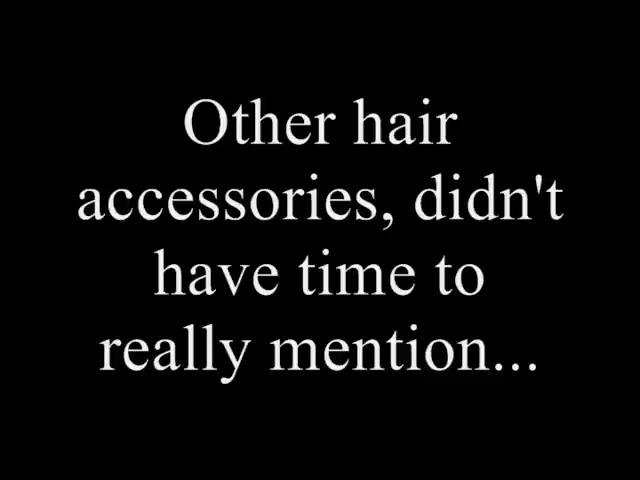 Other hair
accessories, didn't
have time to
really mention...